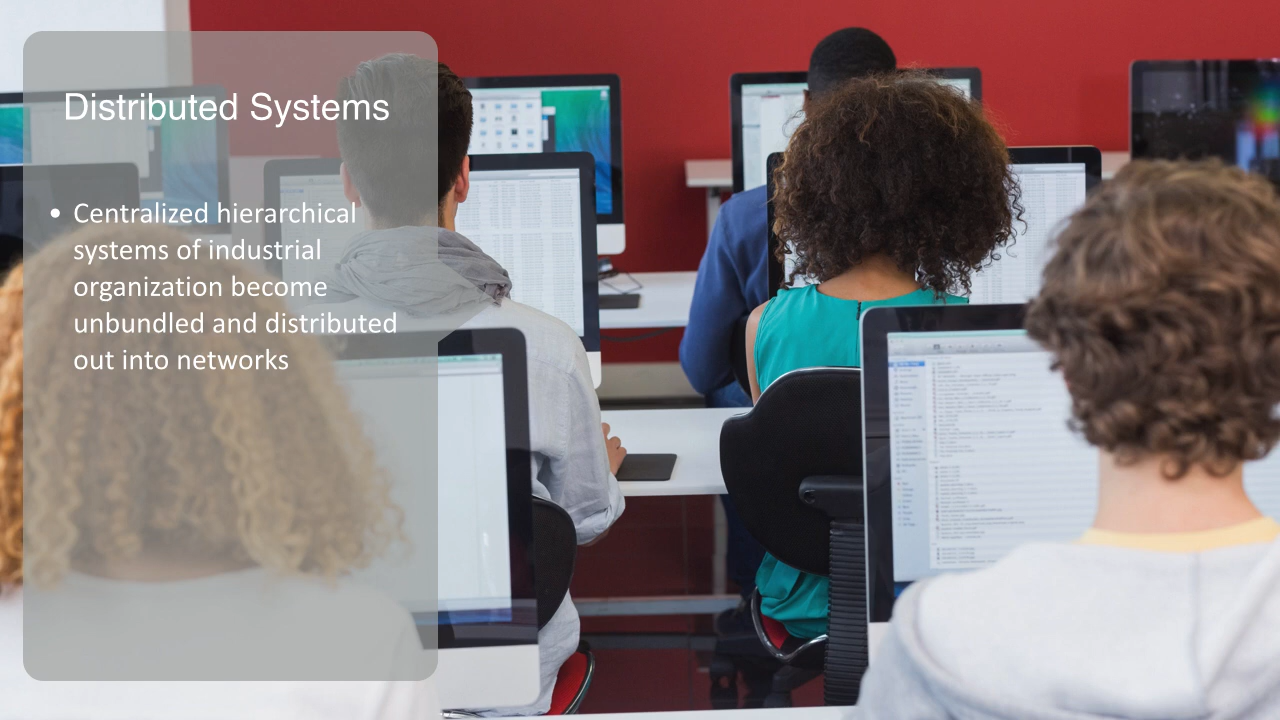 Distributed Systems
• Centralized hierarchical
systems of industrial
organization become
unbundled and distributed
out into networks